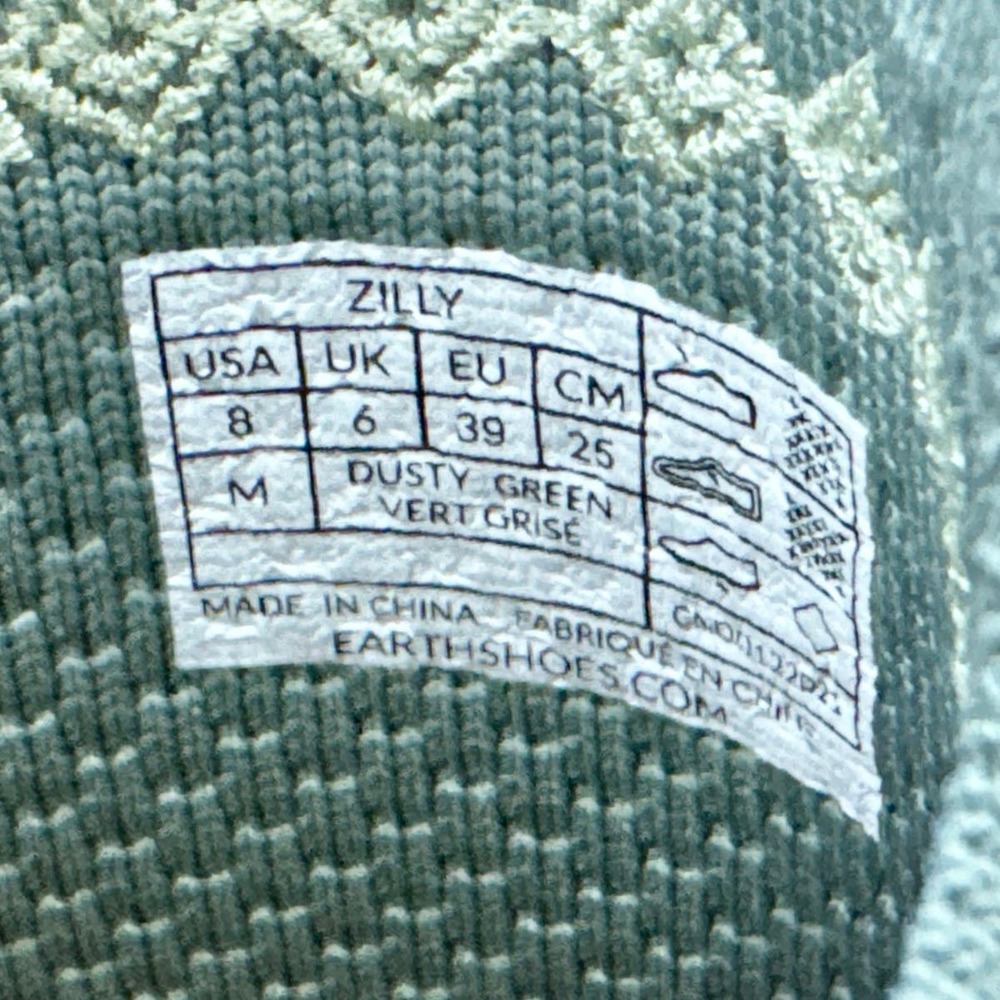 ZILLY
USA UK EU CM
8 6 39 25
M DUSTY GREEN
VERT GRISÉ
MADE IN CHINA FABRIQUÉ EN CHINE
EARTHSHOES.COM